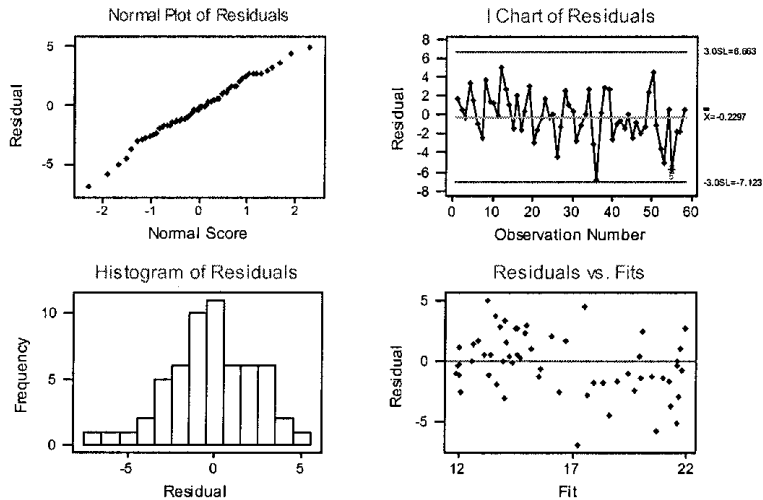 Normal Plot of Residuals
5
0
-5
Residual
-2
-1
0
1
2
Normal Score
I Chart of Residuals
8
6
4
2
0
-2
-4
-6
-8
Residual
3.0SL=6.663
X=-0.2297
-3.0SL=-7.123
0
10
20
30
40
50
60
Observation Number
Histogram of Residuals
10
5
0
Frequency
-5
0
5
Residual
Residuals vs. Fits
5
0
-5
Residual
12
17
22
Fit